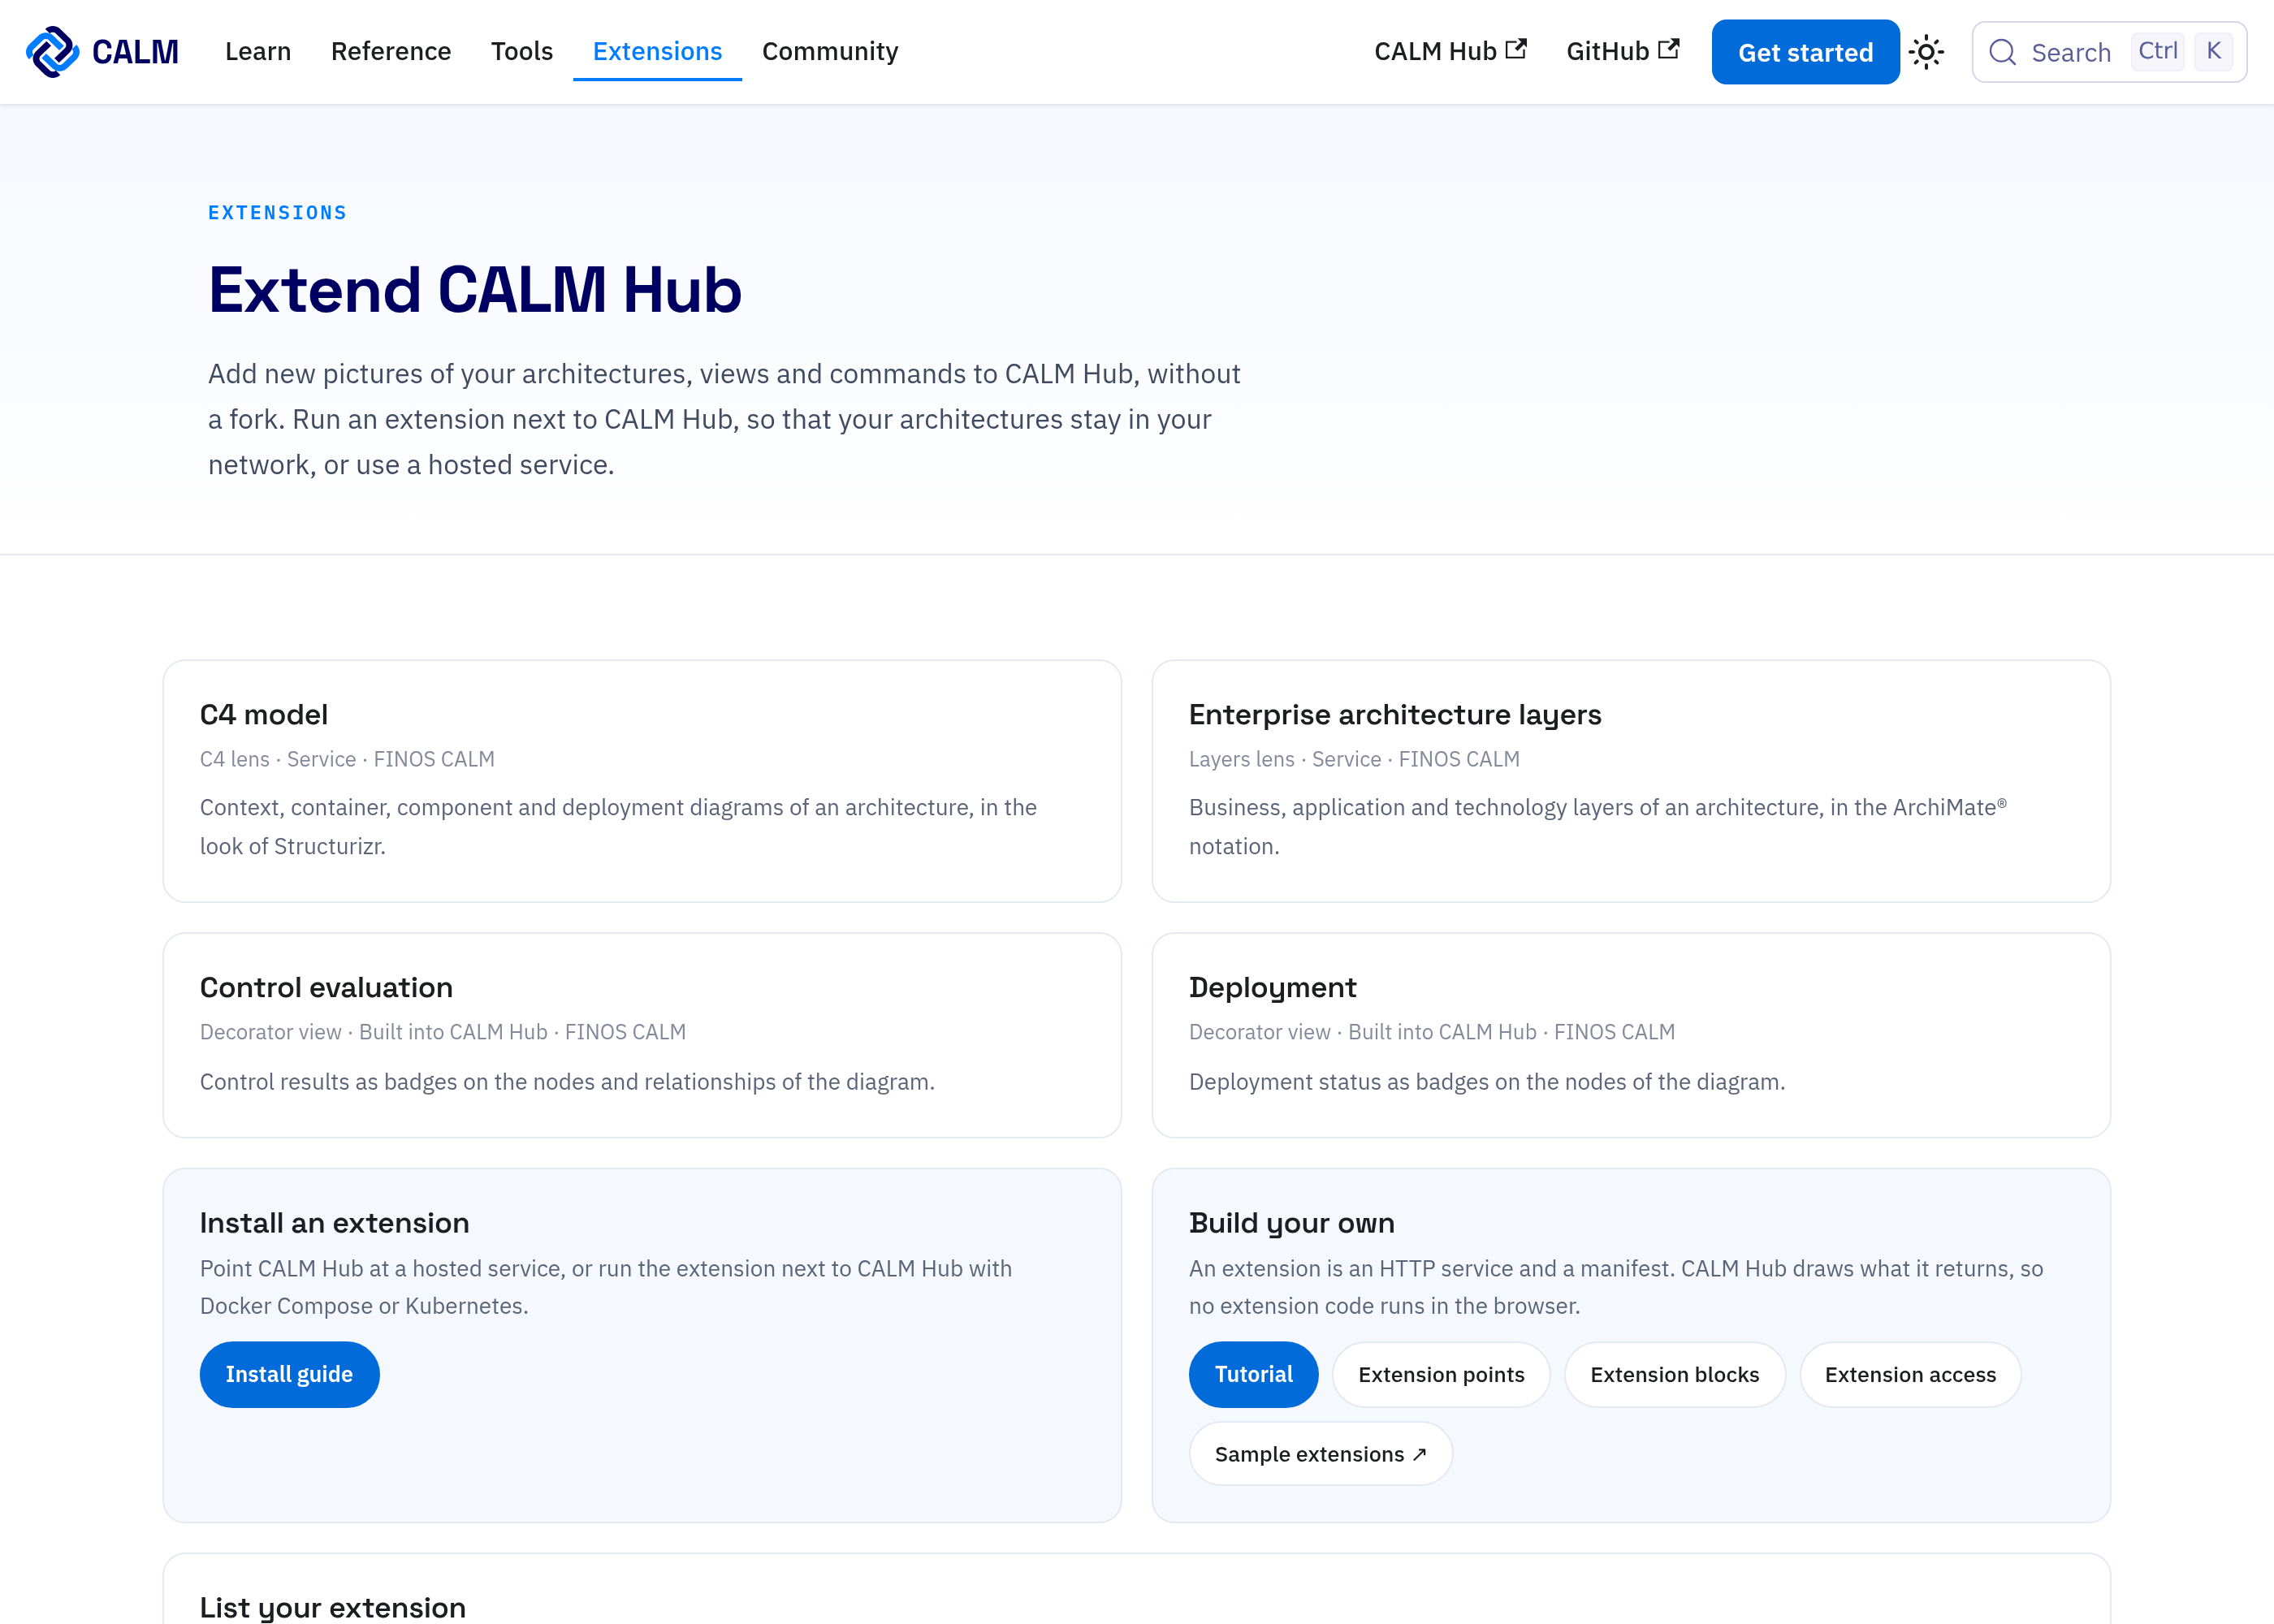 CALM
Learn
Reference
Tools
Extensions
Community
CALM Hub
GitHub
Get started
Search
Ctrl
K
EXTENSIONS
Extend CALM Hub
Add new pictures of your architectures, views and commands to CALM Hub, without
a fork. Run an extension next to CALM Hub, so that your architectures stay in your
network, or use a hosted service.
C4 model
C4 lens · Service · FINOS CALM
Context, container, component and deployment diagrams of an architecture, in the
look of Structurizr.
Enterprise architecture layers
Layers lens · Service · FINOS CALM
Business, application and technology layers of an architecture, in the ArchiMate®
notation.
Control evaluation
Decorator view · Built into CALM Hub · FINOS CALM
Control results as badges on the nodes and relationships of the diagram.
Deployment
Decorator view · Built into CALM Hub · FINOS CALM
Deployment status as badges on the nodes of the diagram.
Install an extension
Point CALM Hub at a hosted service, or run the extension next to CALM Hub with
Docker Compose or Kubernetes.
Install guide
Build your own
An extension is an HTTP service and a manifest. CALM Hub draws what it returns, so
no extension code runs in the browser.
Tutorial
Extension points
Extension blocks
Extension access
Sample extensions ↗
List your extension